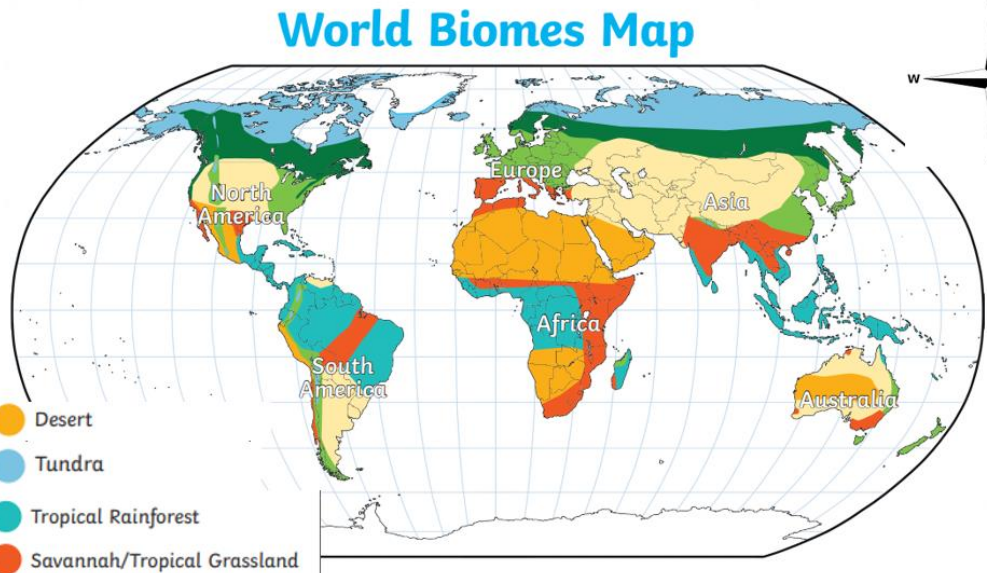 World Biomes Map
W
Europe
North
America
Asia
Africa
South
America
Australia
Desert
Tundra
Tropical Rainforest
Savannah/Tropical Grassland